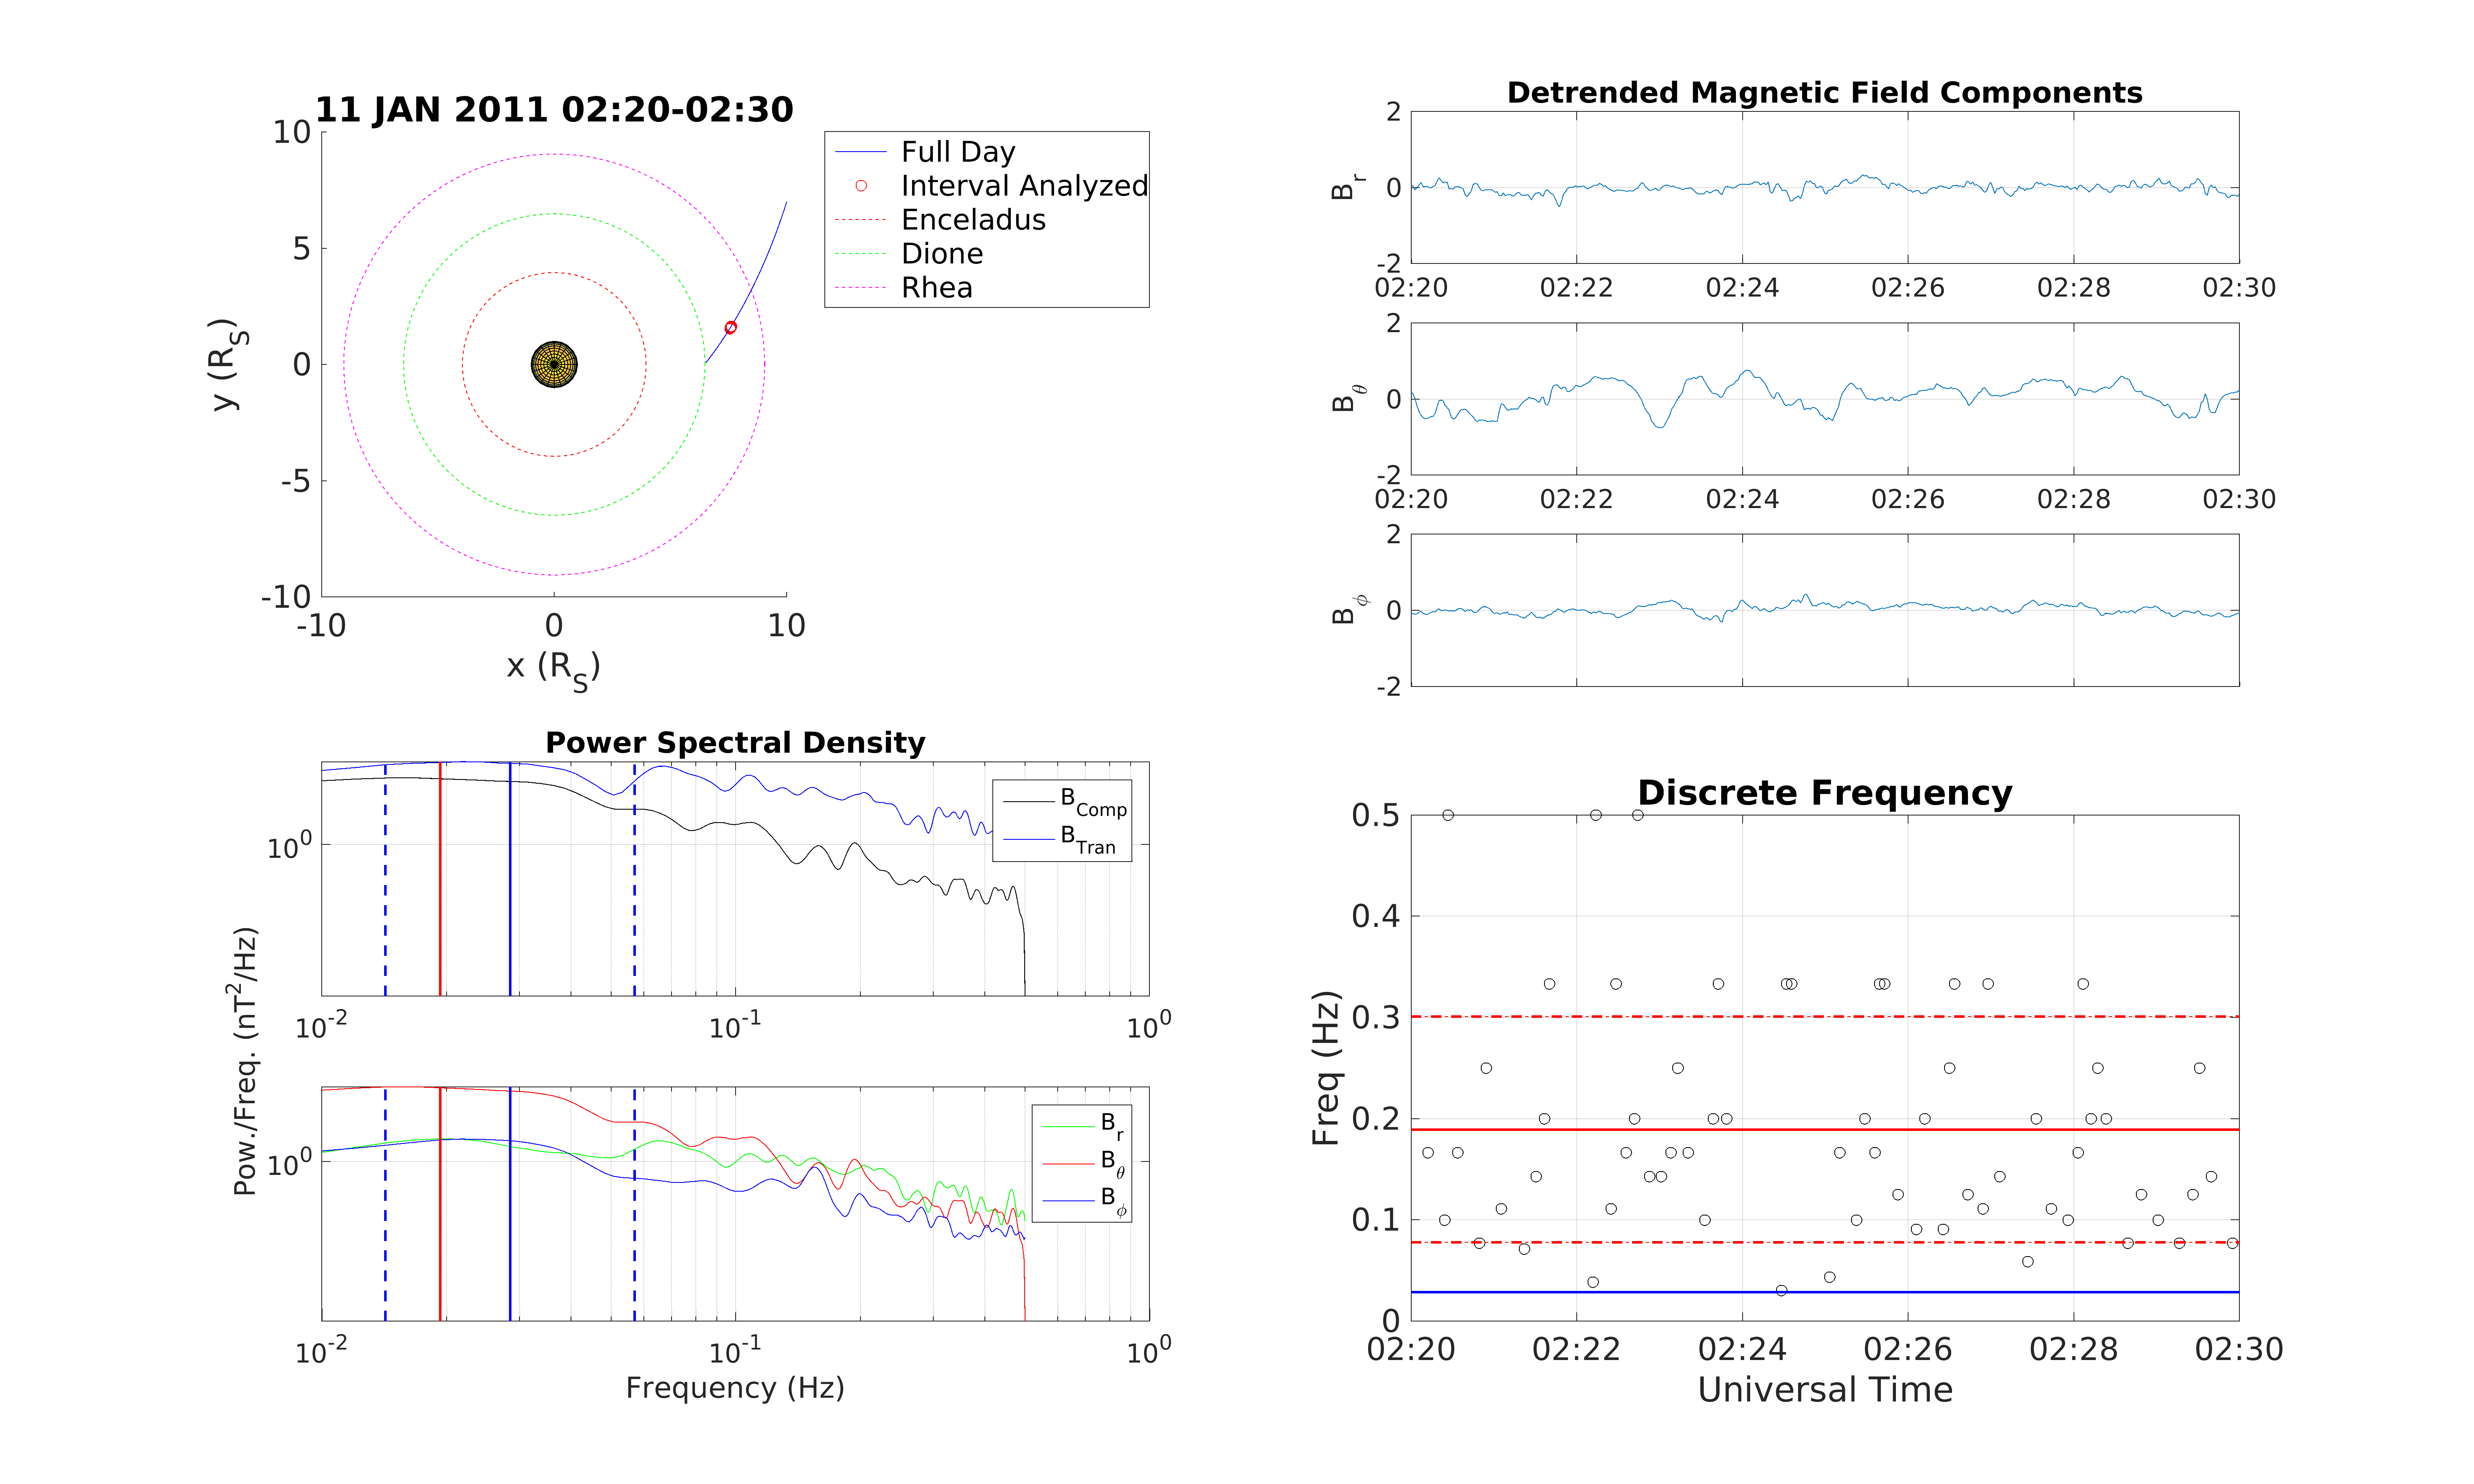 11 JAN 2011 02:20-02:30
10
5
0
-5
-10
-10 0 10
y (R_S)
x (R_S)
Full Day
Interval Analyzed
Enceladus
Dione
Rhea
Detrended Magnetic Field Components
2
0
-2
B_r
02:20 02:22 02:24 02:26 02:28 02:30
2
0
-2
B_θ
02:20 02:22 02:24 02:26 02:28 02:30
2
0
-2
B_ϕ
Power Spectral Density
10^0
B_Comp
B_Tran
10^-2 10^-1 10^0
Pow./Freq. (nT^2/Hz)
10^0
B_r
B_θ
B_ϕ
10^-2 10^-1 10^0
Frequency (Hz)
Discrete Frequency
0.5
0.4
0.3
0.2
0.1
0
Freq (Hz)
02:20 02:22 02:24 02:26 02:28 02:30
Universal Time